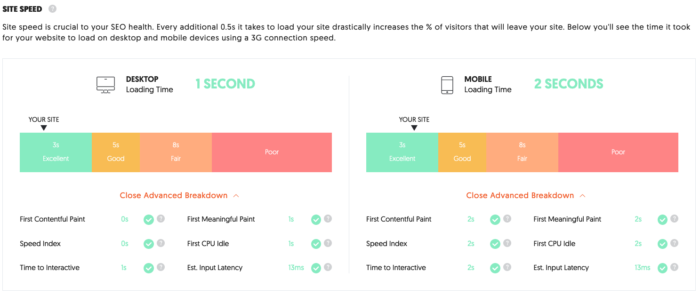 SITE SPEED ?
Site speed is crucial to your SEO health. Every additional 0.5s it takes to load your site drastically increases the % of visitors that will leave your site. Below you'll see the time it took
for your website to load on desktop and mobile devices using a 3G connection speed.
DESKTOP
Loading Time
1 SECOND
YOUR SITE
3s 5s 8s
Excellent Good Fair Poor
Close Advanced Breakdown
First Contentful Paint 0s ? First Meaningful Paint 1s ?
Speed Index 0s ? First CPU Idle 1s ?
Time to Interactive 1s ? Est. Input Latency 13ms ?
MOBILE
Loading Time
2 SECONDS
YOUR SITE
3s 5s 8s
Excellent Good Fair Poor
Close Advanced Breakdown
First Contentful Paint 2s ? First Meaningful Paint 2s ?
Speed Index 2s ? First CPU Idle 2s ?
Time to Interactive 2s ? Est. Input Latency 13ms ?